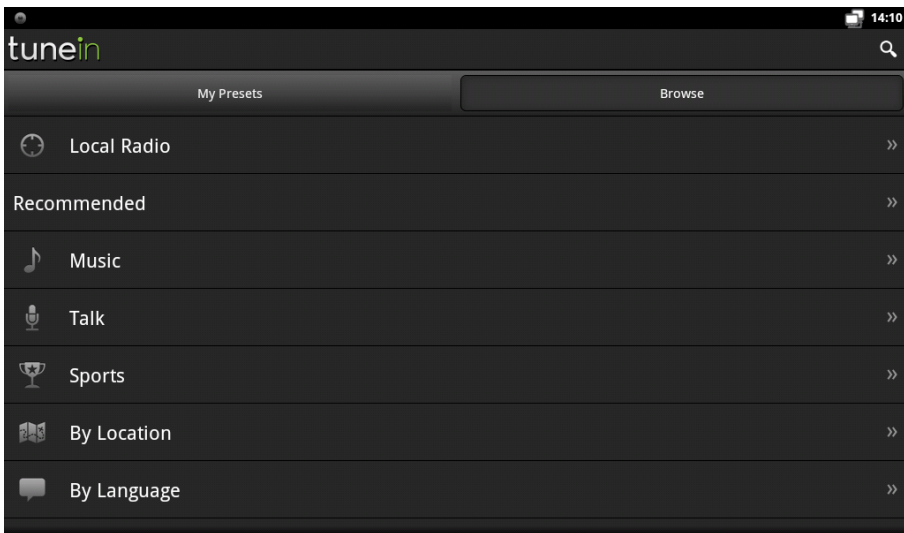 14:10
tunein
My Presets Browse
Local Radio
Recommended
Music
Talk
Sports
By Location
By Language